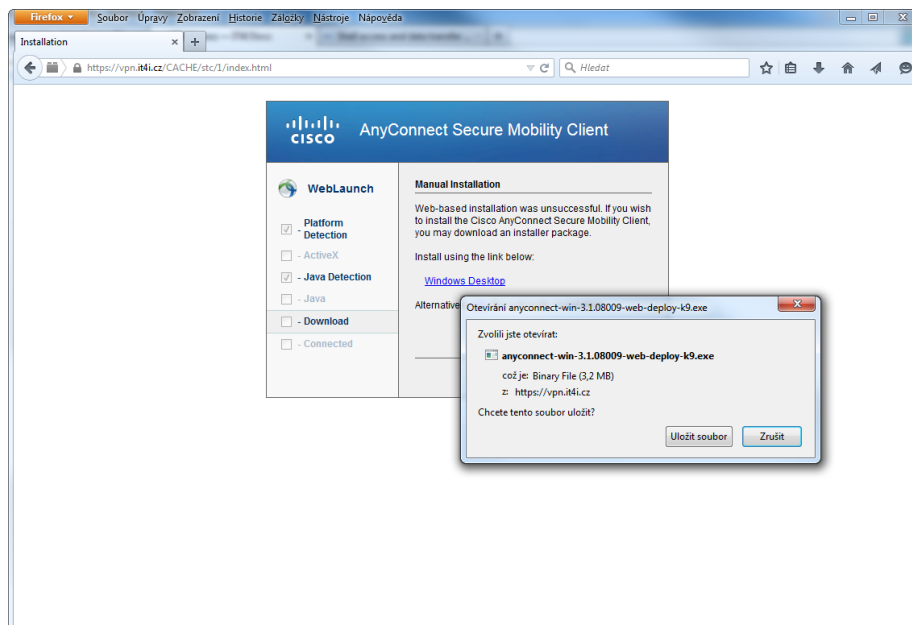 Firefox
Soubor Úpravy Zobrazení Historie Záložky Nástroje Nápověda
Installation
https://vpn.it4i.cz/CACHE/stc/1/index.html
Hledat
CISCO
AnyConnect Secure Mobility Client
WebLaunch
- Platform
Detection
- ActiveX
- Java Detection
- Java
- Download
- Connected
Manual Installation
Web-based installation was unsuccessful. If you wish
to install the Cisco AnyConnect Secure Mobility Client,
you may download an installer package.
Install using the link below:
Windows Desktop
Alternative
Otevírání anyconnect-win-3.1.08009-web-deploy-k9.exe
Zvolili jste otevírat:
anyconnect-win-3.1.08009-web-deploy-k9.exe
což je: Binary File (3,2 MB)
z: https://vpn.it4i.cz
Chcete tento soubor uložit?
Uložit soubor
Zrušit